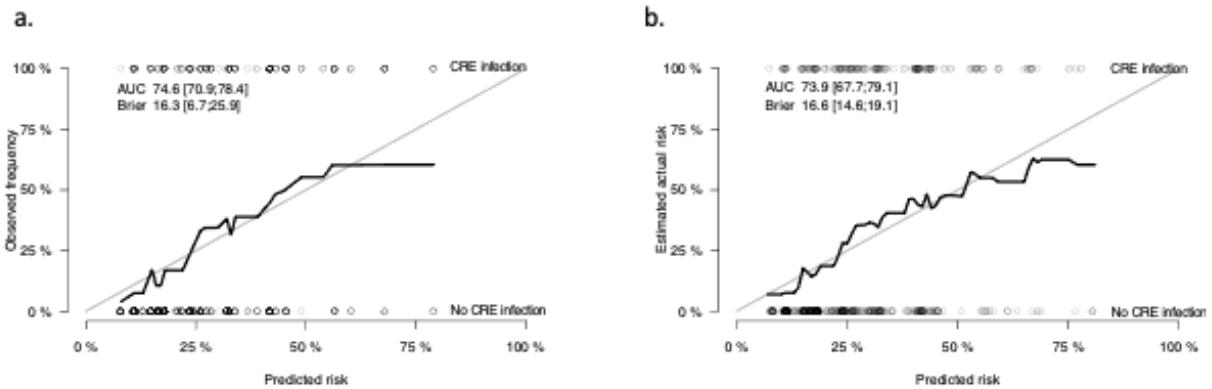 a.
100 %
75 %
50 %
25 %
0 %
Observed frequency
CRE infection
AUC 74.6 [70.9;78.4]
Brier 16.3 [6.7;25.9]
No CRE infection
0 %
25 %
50 %
75 %
100 %
Predicted risk
b.
100 %
75 %
50 %
25 %
0 %
Estimated actual risk
CRE infection
AUC 73.9 [67.7;79.1]
Brier 16.6 [14.6;19.1]
No CRE infection
0 %
25 %
50 %
75 %
100 %
Predicted risk